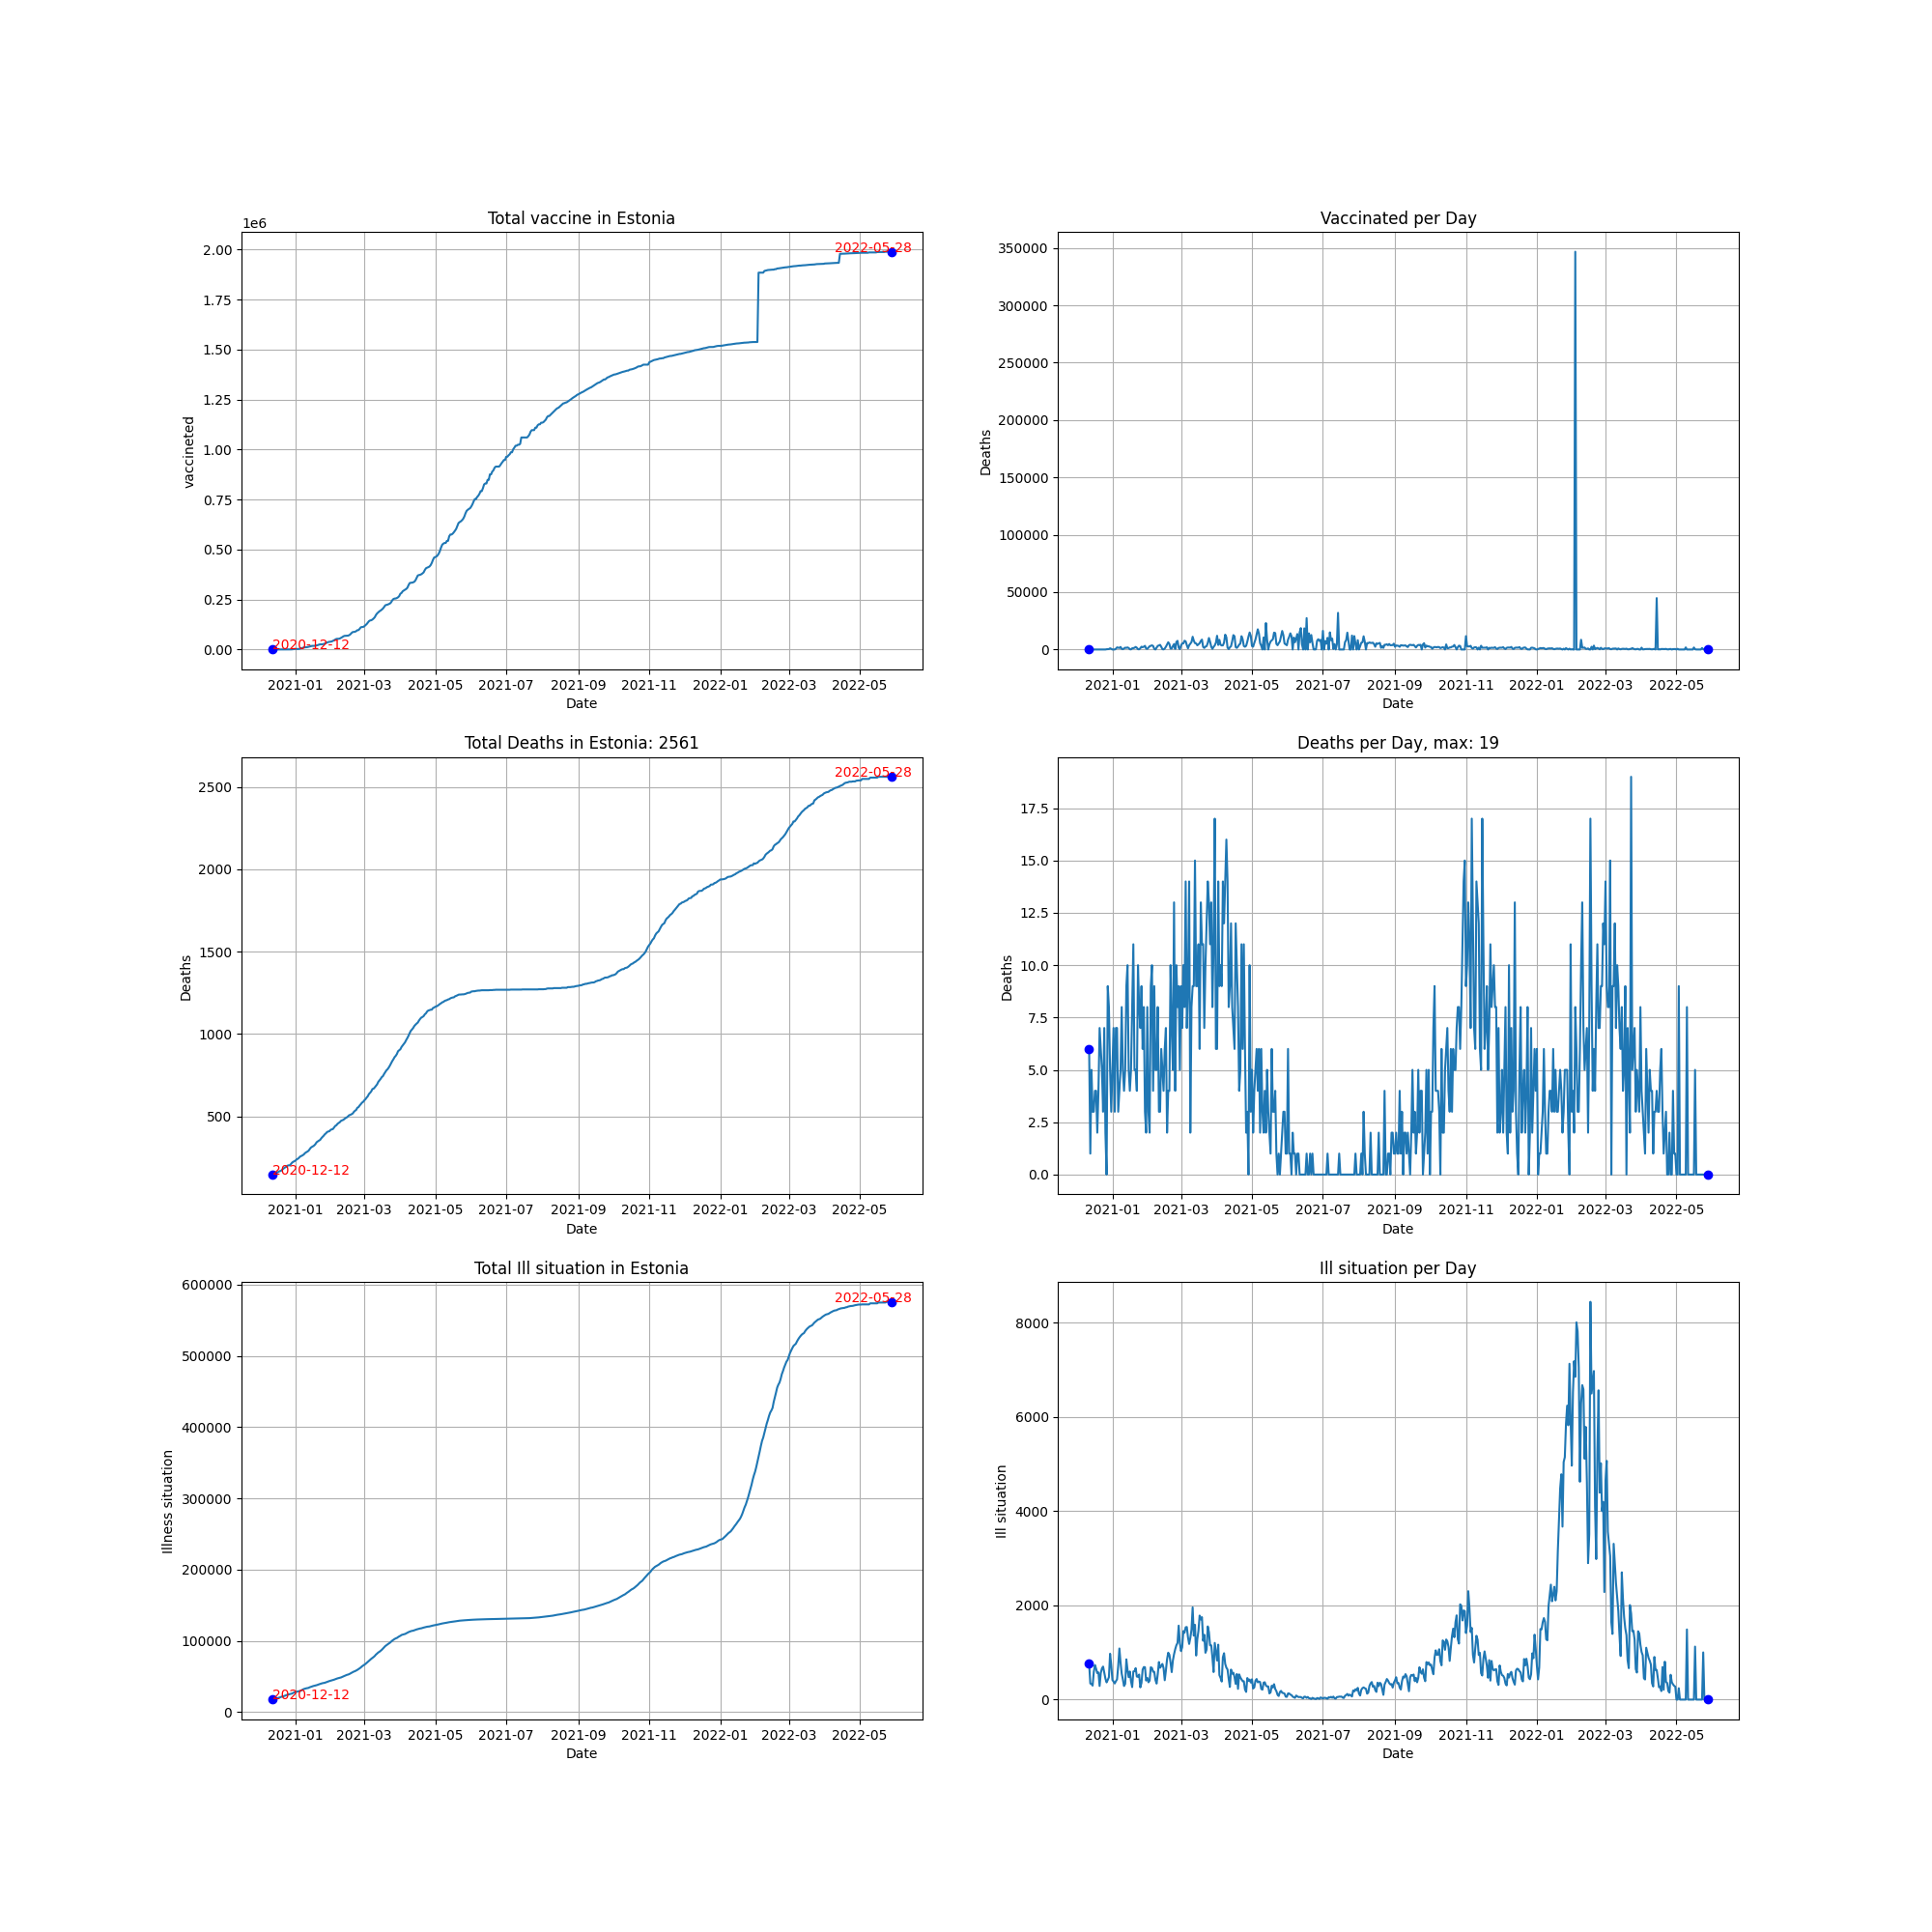 Total vaccine in Estonia
1e6
vaccineted
2.00
1.75
1.50
1.25
1.00
0.75
0.50
0.25
0.00
2020-12-12
2022-05-28
2021-01 2021-03 2021-05 2021-07 2021-09 2021-11 2022-01 2022-03 2022-05
Date
Vaccinated per Day
Deaths
350000
300000
250000
200000
150000
100000
50000
0
2021-01 2021-03 2021-05 2021-07 2021-09 2021-11 2022-01 2022-03 2022-05
Date
Total Deaths in Estonia: 2561
Deaths
2500
2000
1500
1000
500
2020-12-12
2022-05-28
2021-01 2021-03 2021-05 2021-07 2021-09 2021-11 2022-01 2022-03 2022-05
Date
Deaths per Day, max: 19
Deaths
17.5
15.0
12.5
10.0
7.5
5.0
2.5
0.0
2021-01 2021-03 2021-05 2021-07 2021-09 2021-11 2022-01 2022-03 2022-05
Date
Total Ill situation in Estonia
Illness situation
600000
500000
400000
300000
200000
100000
0
2020-12-12
2022-05-28
2021-01 2021-03 2021-05 2021-07 2021-09 2021-11 2022-01 2022-03 2022-05
Date
Ill situation per Day
Ill situation
8000
6000
4000
2000
0
2021-01 2021-03 2021-05 2021-07 2021-09 2021-11 2022-01 2022-03 2022-05
Date